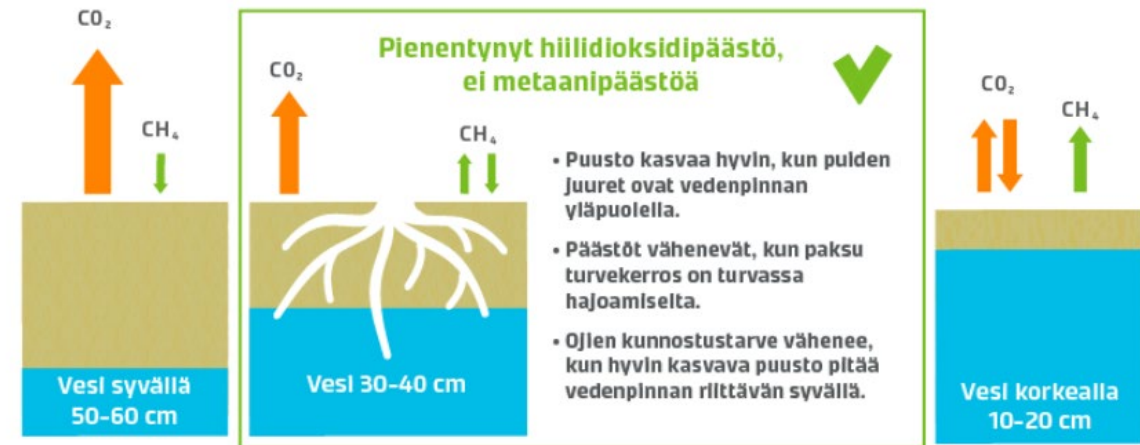 CO₂
CH₄
Vesi syvällä
50-60 cm
Pienentynyt hiilidioksidipäästö,
ei metaanipäästöä
CO₂
CH₄
Vesi 30-40 cm
• Puusto kasvaa hyvin, kun puiden
juuret ovat vedenpinnan
yläpuolella.
• Päästöt vähenevät, kun paksu
turvekerros on turvassa
hajoamiselta.
• Ojien kunnostustarve vähenee,
kun hyvin kasvava puusto pitää
vedenpinnan riittävän syvällä.
CO₂
CH₄
Vesi korkealla
10-20 cm